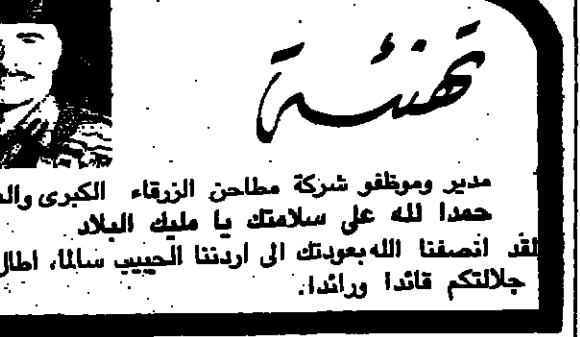 تهنئة
مدير وموظفو شركة مطاحن الزرقاء الكبرى
حمدا لله على سلامتك يا مليك البلاد
لقد انصفنا الله بعودتك الى اردننا الحبيب سالما، اطال
جلالتكم قائدا ورائدا.